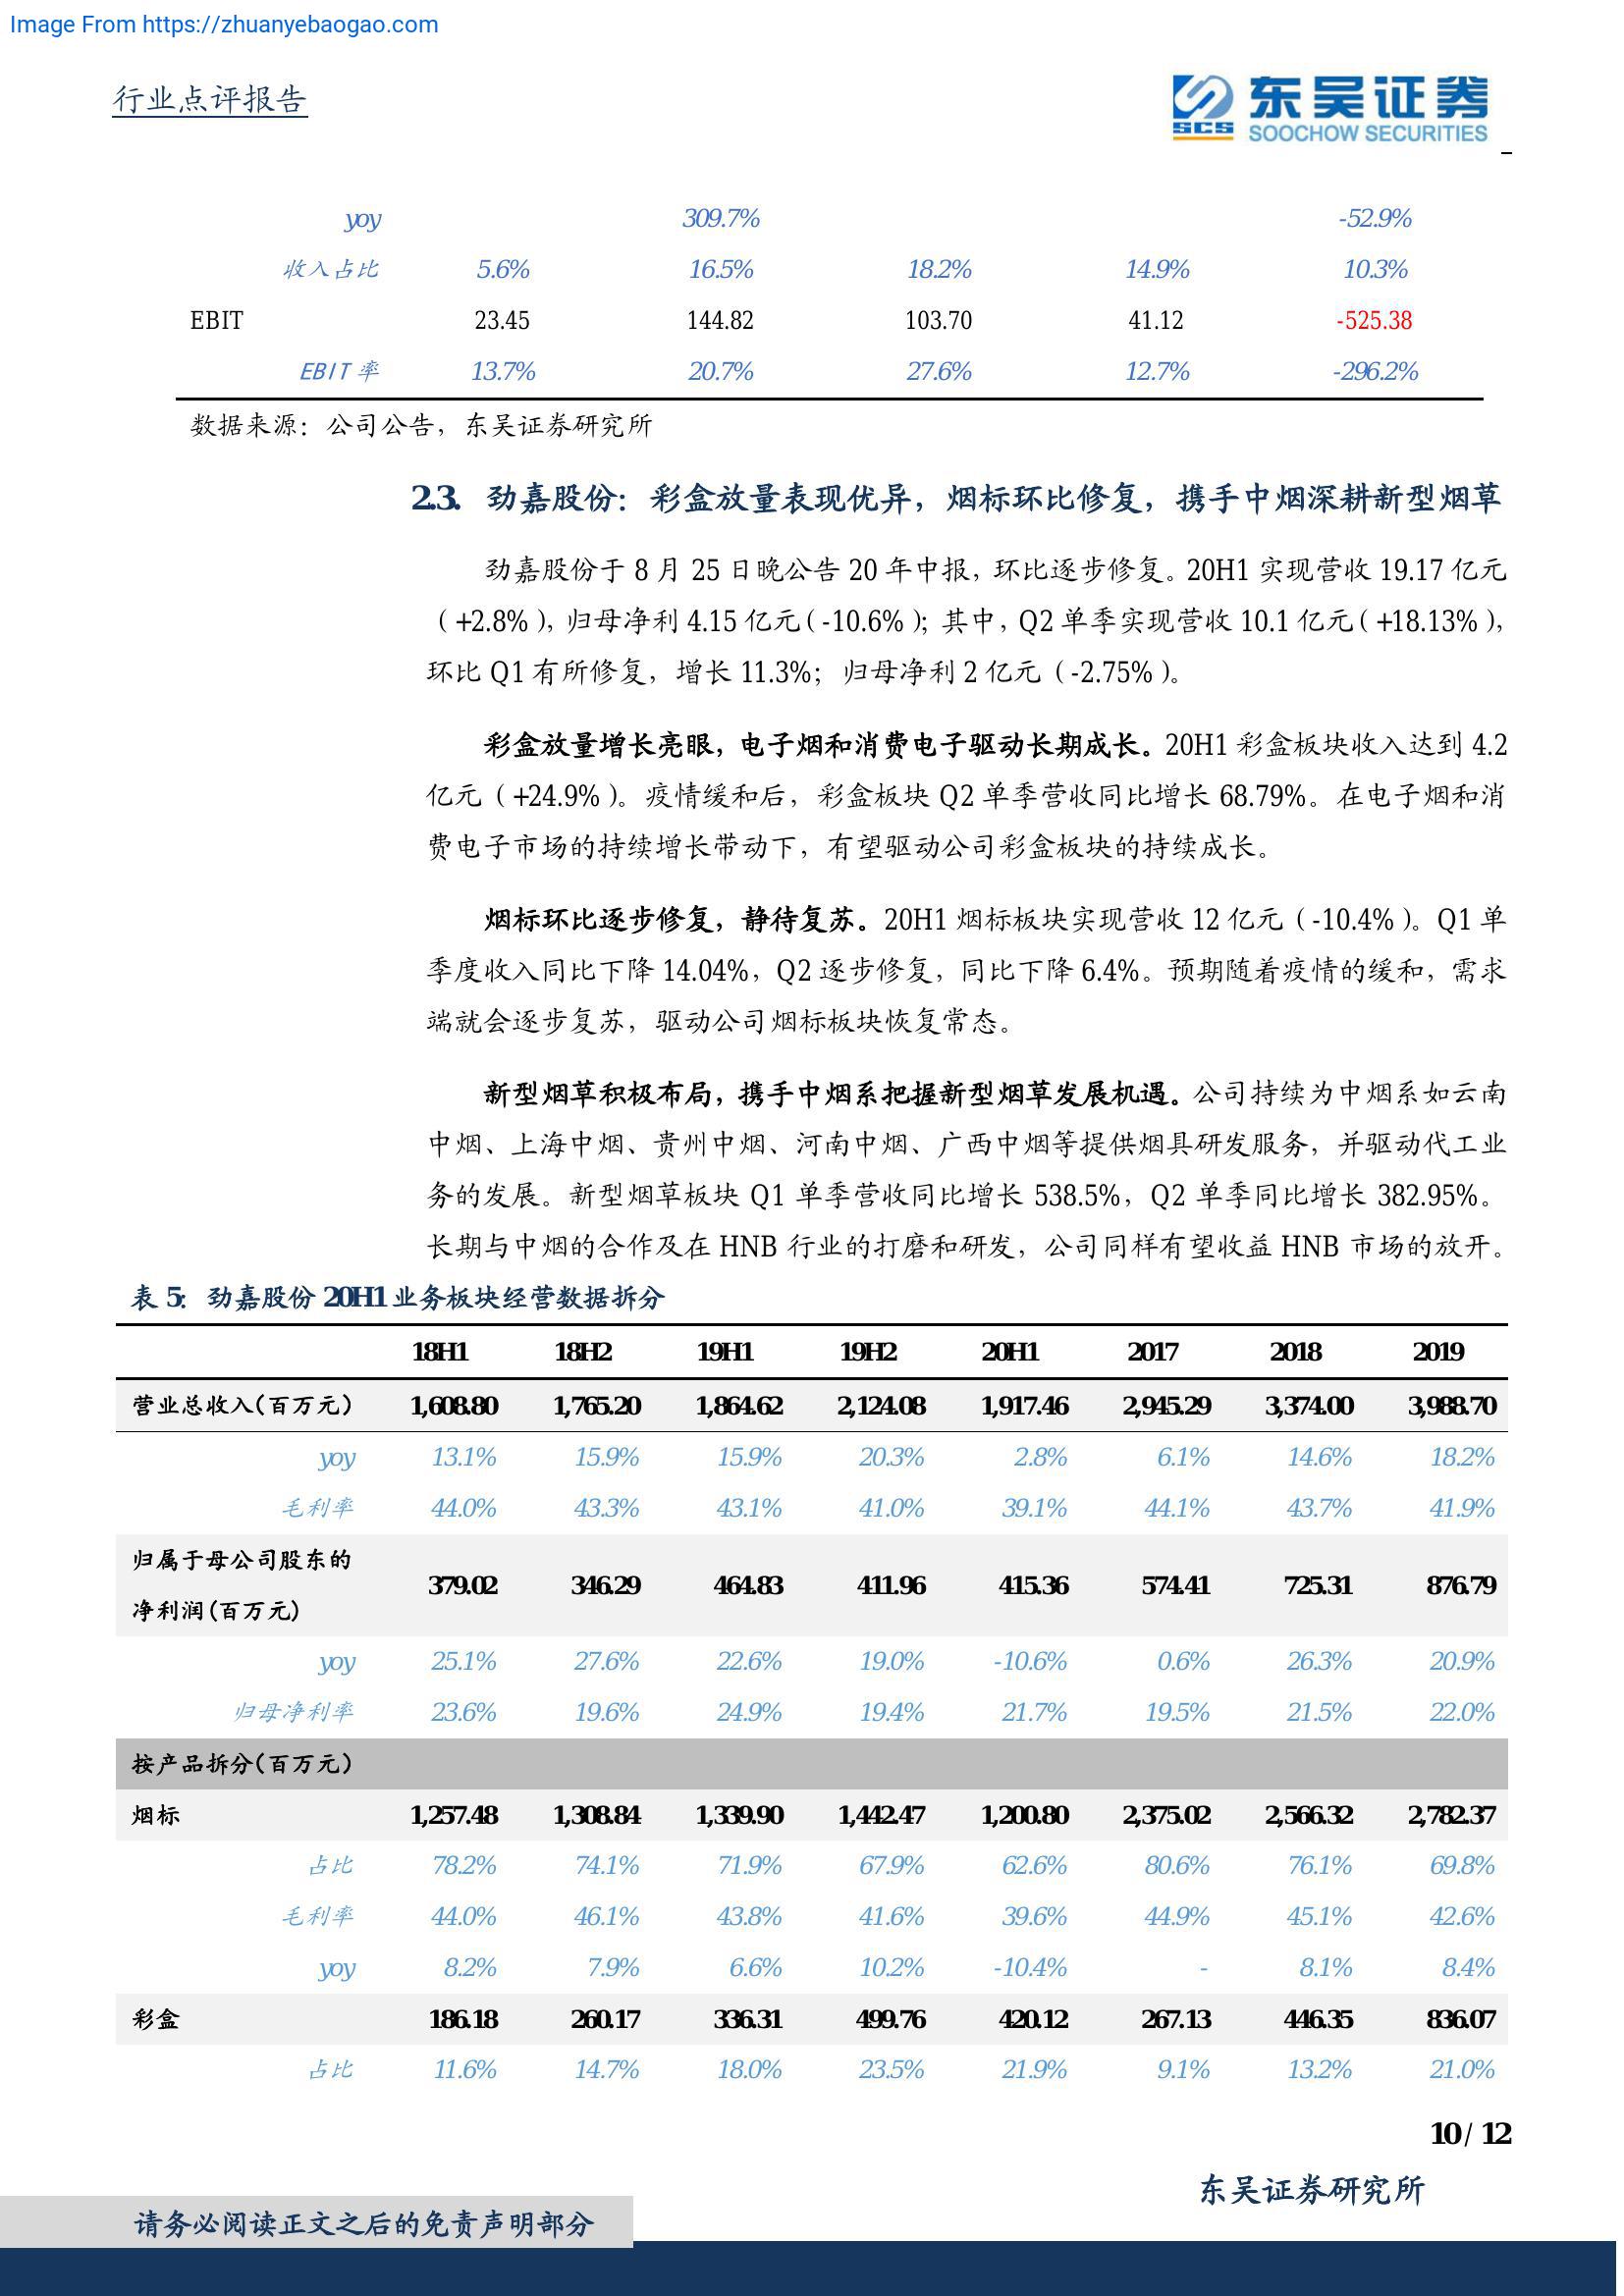 Image From https://zhuanyebaogao.com
行业点评报告
SCS
东吴证券
SOOCHOW SECURITIES
yoy 309.7% -52.9%
收入占比 5.6% 16.5% 18.2% 14.9% 10.3%
EBIT 23.45 144.82 103.70 41.12 -525.38
EBIT 率 13.7% 20.7% 27.6% 12.7% -296.2%
数据来源：公司公告，东吴证券研究所
2.3. 劲嘉股份：彩盒放量表现优异，烟标环比修复，携手中烟深耕新型烟草
劲嘉股份于 8 月 25 日晚公告 20 年中报，环比逐步修复。20H1 实现营收 19.17 亿元
（+2.8%），归母净利 4.15 亿元（-10.6%）；其中，Q2 单季实现营收 10.1 亿元（+18.13%），
环比 Q1 有所修复，增长 11.3%；归母净利 2 亿元（-2.75%）。
彩盒放量增长亮眼，电子烟和消费电子驱动长期成长。20H1 彩盒板块收入达到 4.2
亿元（+24.9%）。疫情缓和后，彩盒板块 Q2 单季营收同比增长 68.79%。在电子烟和消
费电子市场的持续增长带动下，有望驱动公司彩盒板块的持续成长。
烟标环比逐步修复，静待复苏。20H1 烟标板块实现营收 12 亿元（-10.4%）。Q1 单
季度收入同比下降 14.04%，Q2 逐步修复，同比下降 6.4%。预期随着疫情的缓和，需求
端就会逐步复苏，驱动公司烟标板块恢复常态。
新型烟草积极布局，携手中烟系把握新型烟草发展机遇。公司持续为中烟系如云南
中烟、上海中烟、贵州中烟、河南中烟、广西中烟等提供烟具研发服务，并驱动代工业
务的发展。新型烟草板块 Q1 单季营收同比增长 538.5%，Q2 单季同比增长 382.95%。
长期与中烟的合作及在 HNB 行业的打磨和研发，公司同样有望收益 HNB 市场的放开。
表 5：劲嘉股份 20H1 业务板块经营数据拆分
18H1 18H2 19H1 19H2 20H1 2017 2018 2019
营业总收入（百万元） 1,608.80 1,765.20 1,864.62 2,124.08 1,917.46 2,945.29 3,374.00 3,988.70
yoy 13.1% 15.9% 15.9% 20.3% 2.8% 6.1% 14.6% 18.2%
毛利率 44.0% 43.3% 43.1% 41.0% 39.1% 44.1% 43.7% 41.9%
归属于母公司股东的
净利润（百万元） 379.02 346.29 464.83 411.96 415.36 574.41 725.31 876.79
yoy 25.1% 27.6% 22.6% 19.0% -10.6% 0.6% 26.3% 20.9%
归母净利率 23.6% 19.6% 24.9% 19.4% 21.7% 19.5% 21.5% 22.0%
按产品拆分（百万元）
烟标 1,257.48 1,308.84 1,339.90 1,442.47 1,200.80 2,375.02 2,566.32 2,782.37
占比 78.2% 74.1% 71.9% 67.9% 62.6% 80.6% 76.1% 69.8%
毛利率 44.0% 46.1% 43.8% 41.6% 39.6% 44.9% 45.1% 42.6%
yoy 8.2% 7.9% 6.6% 10.2% -10.4% - 8.1% 8.4%
彩盒 186.18 260.17 336.31 499.76 420.12 267.13 446.35 836.07
占比 11.6% 14.7% 18.0% 23.5% 21.9% 9.1% 13.2% 21.0%
10 / 12
东吴证券研究所
请务必阅读正文之后的免责声明部分